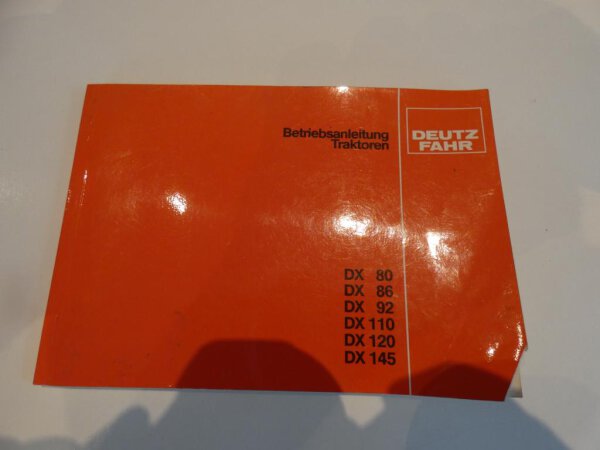 Betriebsanleitung
Traktoren
DEUTZ
FAHR
DX 80
DX 86
DX 92
DX 110
DX 120
DX 145